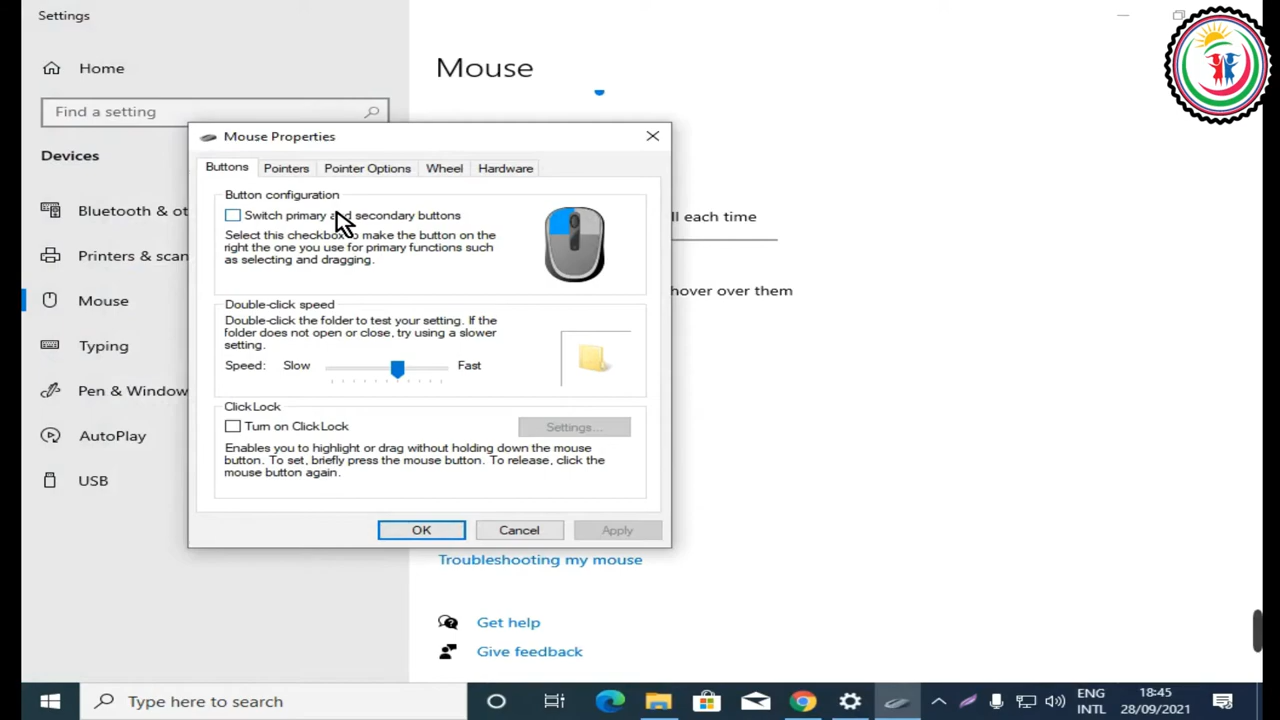 Settings
Home
Find a setting
Devices
Bluetooth & ot
Printers & scan
Mouse
Typing
Pen & Window
AutoPlay
USB
Mouse
ll each time
hover over them
Mouse Properties
Buttons Pointers Pointer Options Wheel Hardware
Button configuration
Switch primary and secondary buttons
Select this checkbox to make the button on the
right the one you use for primary functions such
as selecting and dragging.
Double-click speed
Double-click the folder to test your setting. If the
folder does not open or close, try using a slower
setting.
Speed: Slow Fast
ClickLock
Turn on ClickLock
Settings...
Enables you to highlight or drag without holding down the mouse
button. To set, briefly press the mouse button. To release, click the
mouse button again.
OK Cancel Apply
Troubleshooting my mouse
Get help
Give feedback
Type here to search
ENG
INTL
18:45
28/09/2021